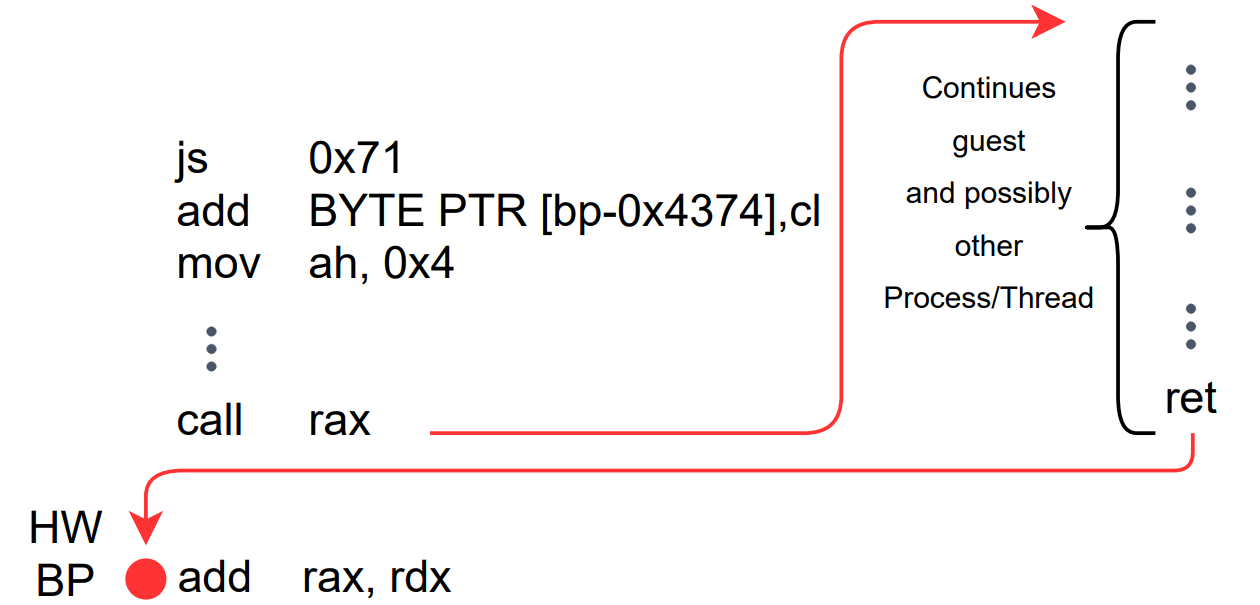 js 0x71
add BYTE PTR [bp-0x4374],cl
mov ah, 0x4
call rax
Continues
guest
and possibly
other
Process/Thread
ret
HW
BP
add rax, rdx